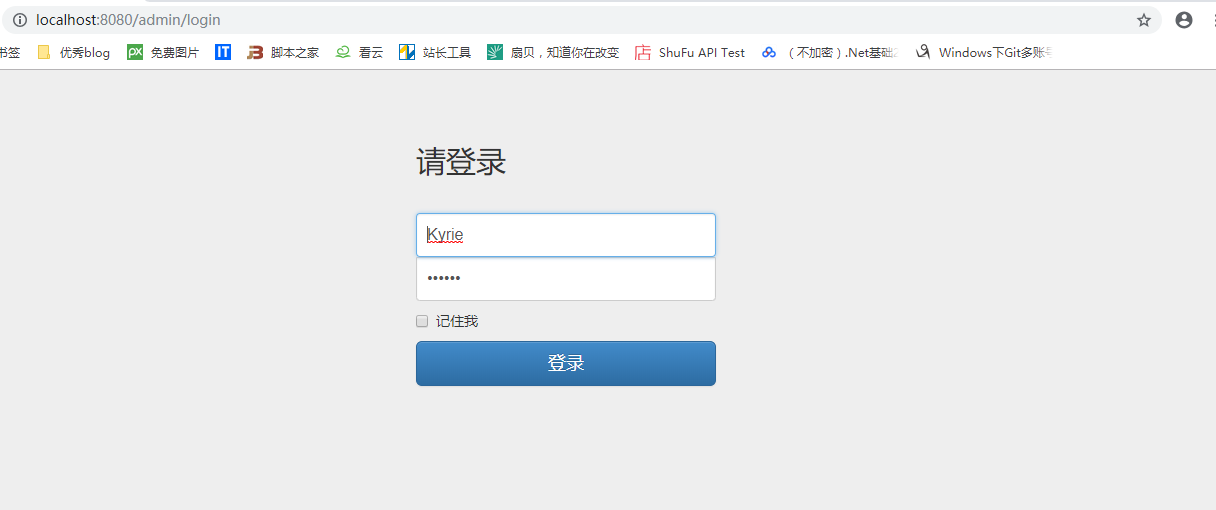 localhost:8080/admin/login
书签 优秀blog PX 免费图片 IT 脚本之家 看云 站长工具 扇贝，知道你在改变 店 ShuFu API Test （不加密）.Net基础 Windows下Git多账号
请登录
Kyrie
••••••
记住我
登录